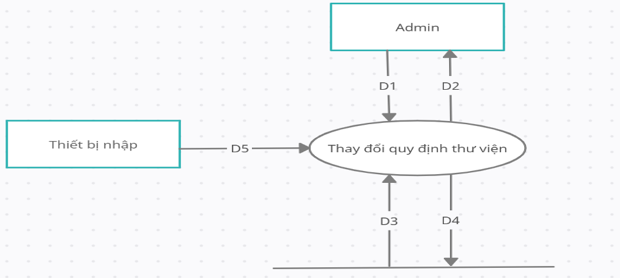 Admin
D1
D2
Thiết bị nhập
D5
Thay đổi quy định thư viện
D3
D4